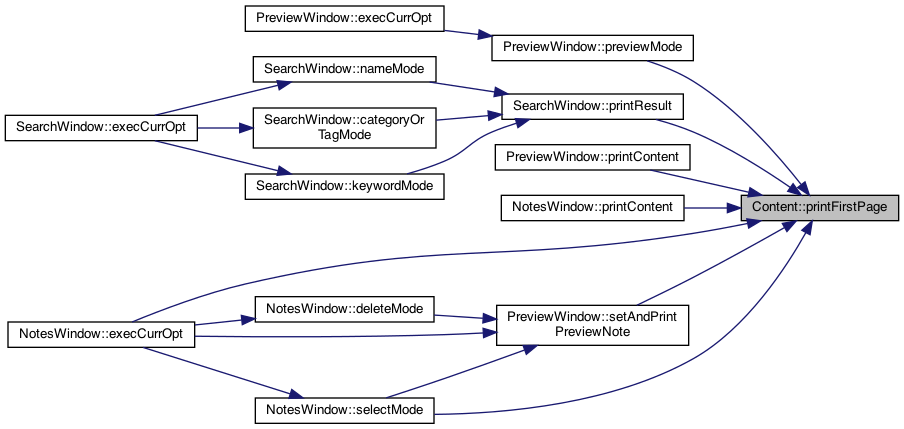 PreviewWindow::execCurrOpt
PreviewWindow::previewMode
SearchWindow::nameMode
SearchWindow::printResult
SearchWindow::execCurrOpt
SearchWindow::categoryOr
TagMode
PreviewWindow::printContent
SearchWindow::keywordMode
NotesWindow::printContent
Content::printFirstPage
NotesWindow::deleteMode
PreviewWindow::setAndPrint
PreviewNote
NotesWindow::execCurrOpt
NotesWindow::selectMode